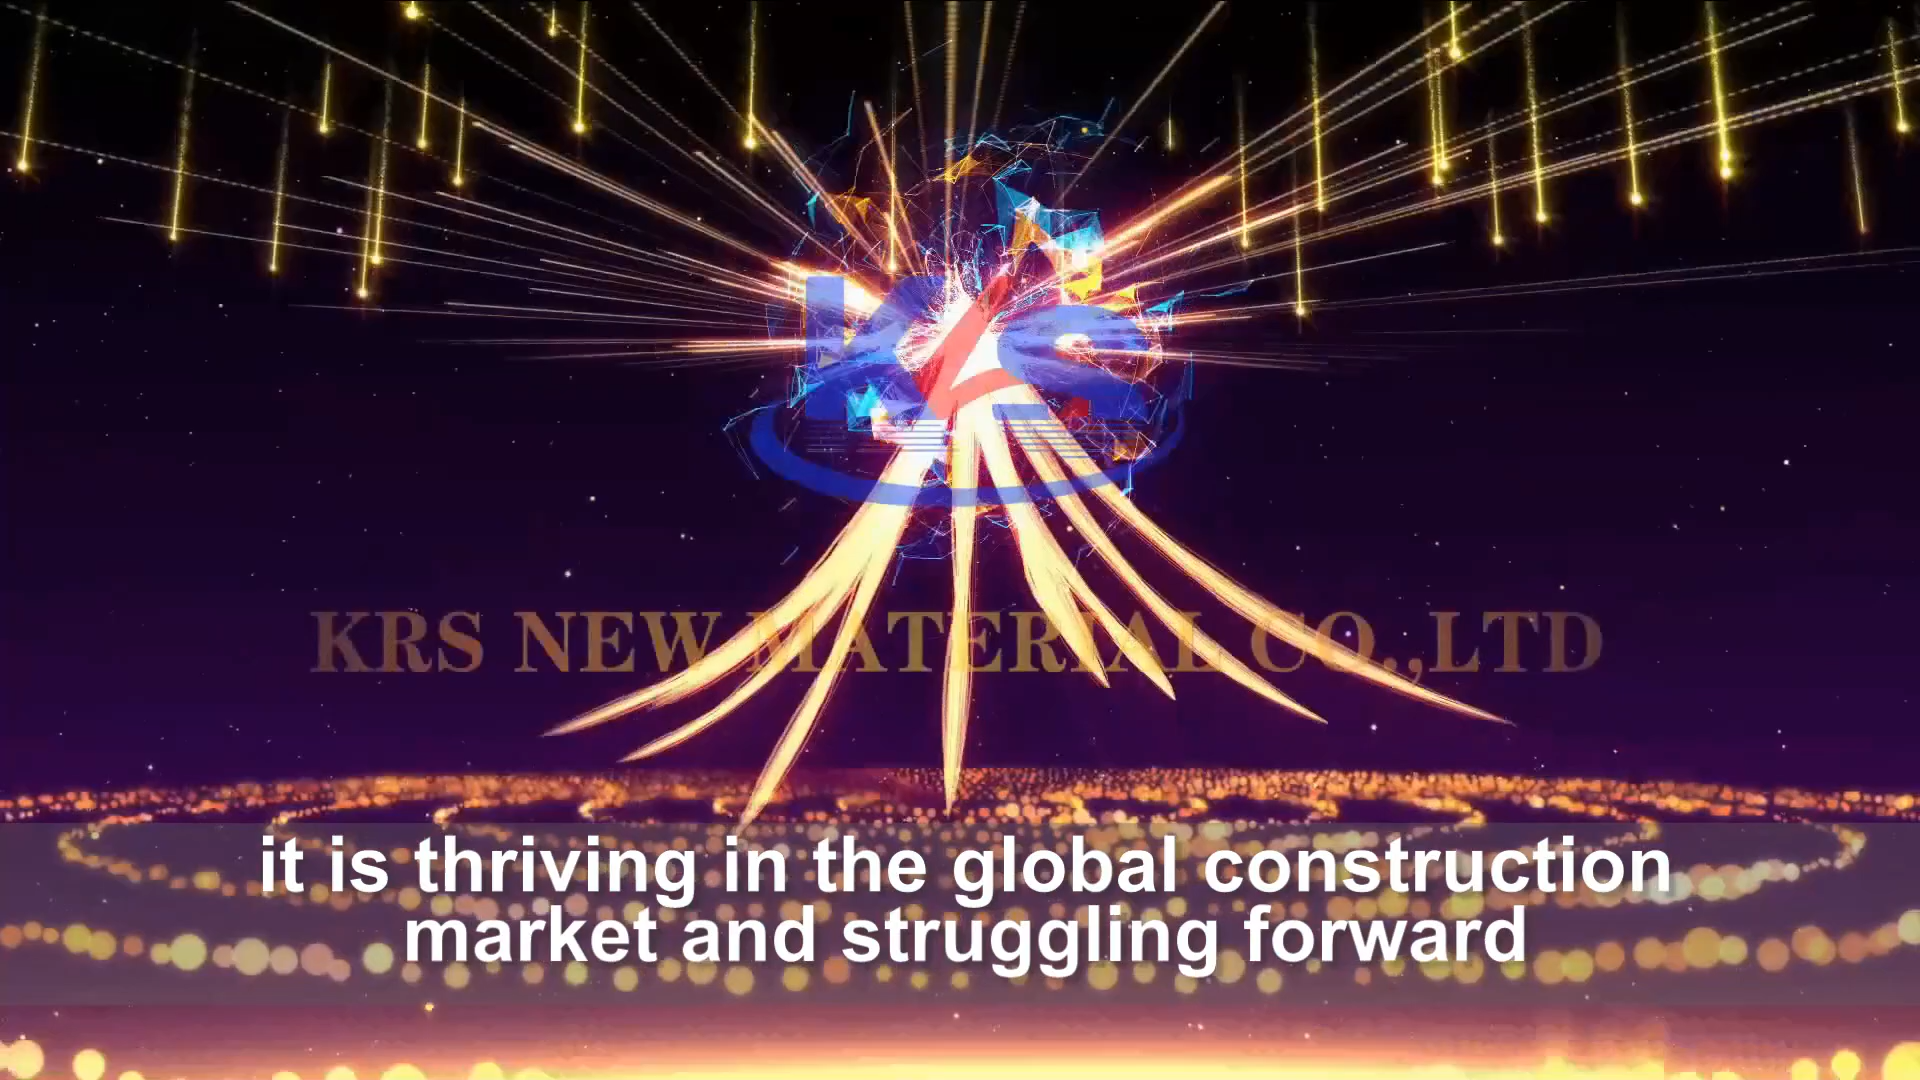 KRS
KRS NEW MATERIAL CO.,LTD
it is thriving in the global construction
market and struggling forward